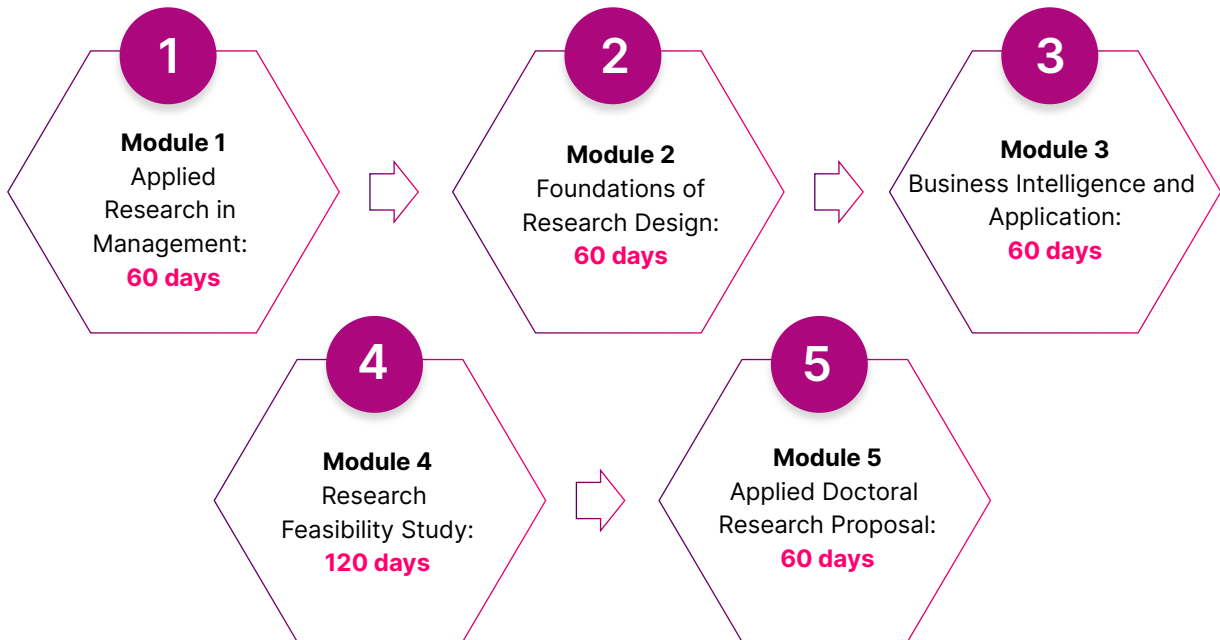 1
Module 1
Applied
Research in
Management:
60 days
2
Module 2
Foundations of
Research Design:
60 days
3
Module 3
Business Intelligence and
Application:
60 days
4
Module 4
Research
Feasibility Study:
120 days
5
Module 5
Applied Doctoral
Research Proposal:
60 days